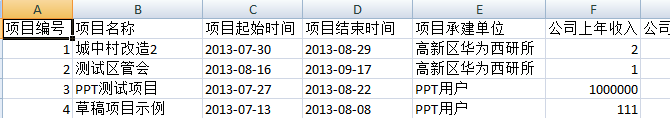 A B C D E F
项目编号 项目名称 项目起始时间 项目结束时间 项目承建单位 公司上年收入 公司
1 城中村改造2 2013-07-30 2013-08-29 高新区华为西研所 2
2 测试区管会 2013-08-16 2013-09-17 高新区华为西研所 1
3 PPT测试项目 2013-07-27 2013-08-22 PPT用户 1000000
4 草稿项目示例 2013-07-13 2013-08-08 PPT用户 111